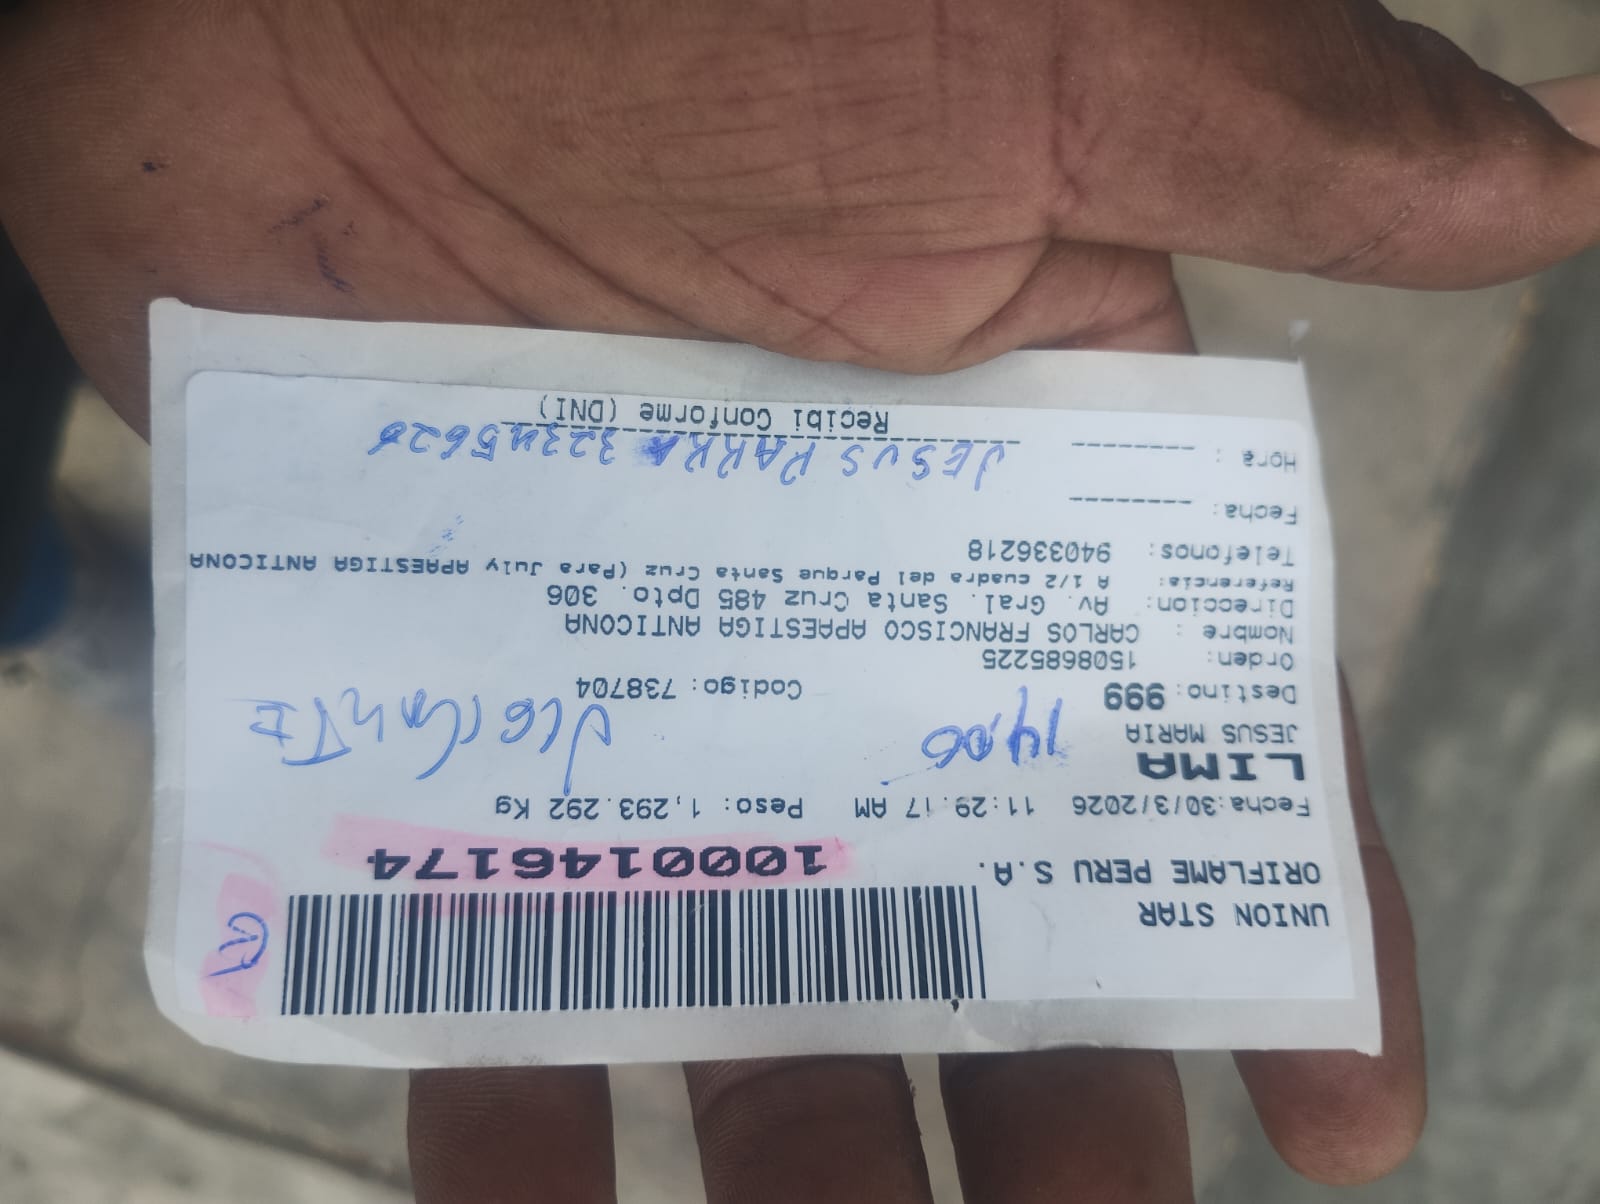 UNION STAR
ORIFLAME PERU S.A.
1000146174
Fecha:30/3/2026 11:29:17 AM Peso: 1,293.292 Kg
LIMA
JESUS MARIA
14,00
Destino: 999 Codigo: 738704
Orden: 1508685225
Nombre : CARLOS FRANCISCO APAESTIGA ANTICONA
Direccion: Av. Gral. Santa Cruz 485 Dpto. 306
Referencia: A 1/2 cuadra del Parque Santa Cruz (Para July APAESTIGA ANTICONA
Telefonos: 940336218
Fecha: --------
Hora : --------
JESUS PARRA
Recibi Conforme (DNI)